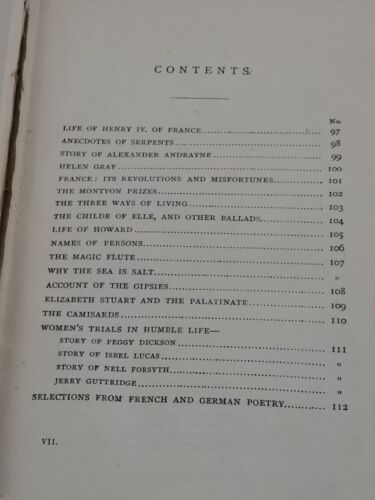 CONTENTS.
No.
LIFE OF HENRY IV. OF FRANCE 97
ANECDOTES OF SERPENTS 98
STORY OF ALEXANDER ANDRAYNE 99
HELEN GRAY 100
FRANCE: ITS REVOLUTIONS AND MISFORTUNES 101
THE MONTYON PRIZES 102
THE THREE WAYS OF LIVING 103
THE CHILDE OF ELLE, AND OTHER BALLADS 104
LIFE OF HOWARD 105
NAMES OF PERSONS 106
THE MAGIC FLUTE 107
WHY THE SEA IS SALT "
ACCOUNT OF THE GIPSIES 108
ELIZABETH STUART AND THE PALATINATE 109
THE CAMISARDS 110
WOMEN'S TRIALS IN HUMBLE LIFE—
STORY OF PEGGY DICKSON 111
STORY OF ISBEL LUCAS "
STORY OF NELL FORSYTH "
JERRY GUTTRIDGE "
SELECTIONS FROM FRENCH AND GERMAN POETRY 112
VII.